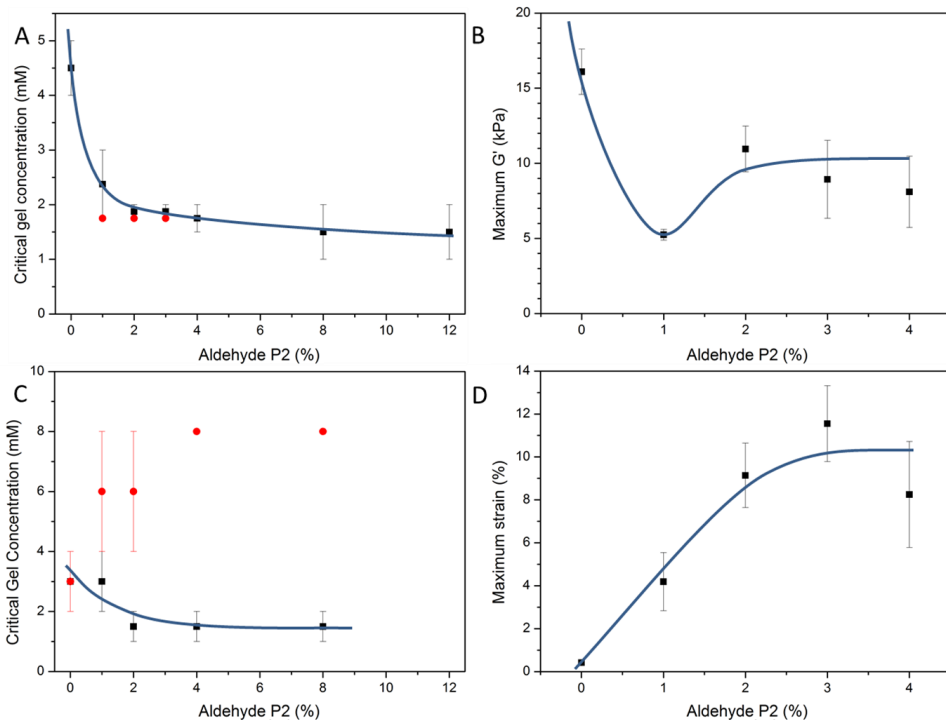 A
Critical gel concentration (mM)
5
4
3
2
1
0
0 2 4 6 8 10 12
Aldehyde P2 (%)
B
Maximum G' (kPa)
20
15
10
5
0
0 1 2 3 4
Aldehyde P2 (%)
C
Critical Gel Concentration (mM)
10
8
6
4
2
0
0 2 4 6 8 10 12
Aldehyde P2 (%)
D
Maximum strain (%)
14
12
10
8
6
4
2
0
0 1 2 3 4
Aldehyde P2 (%)